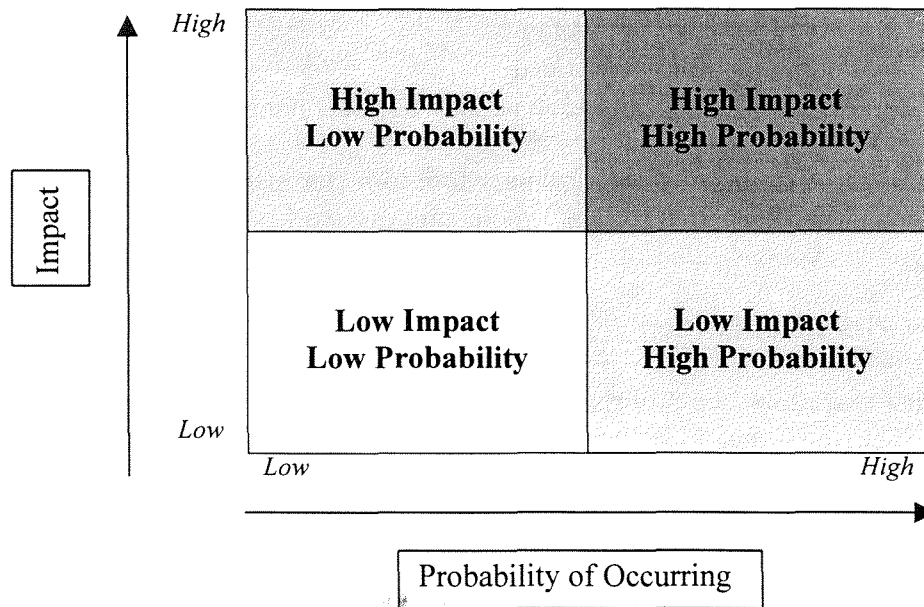 High
High Impact
Low Probability
High Impact
High Probability
Impact
Low Impact
Low Probability
Low Impact
High Probability
Low
Low
High
Probability of Occurring